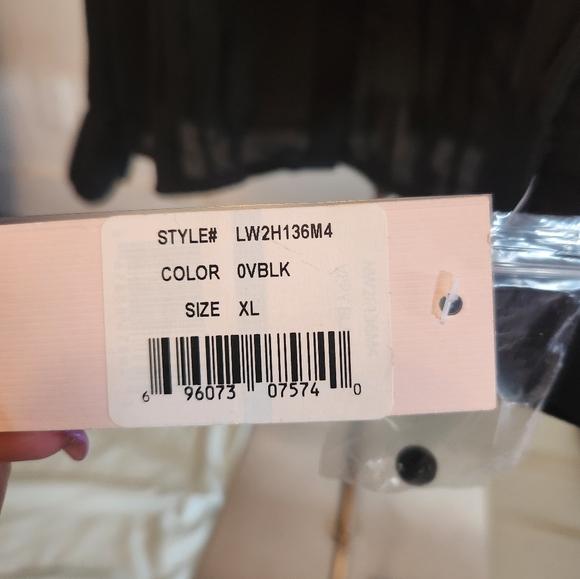 STYLE# LW2H136M4
COLOR 0VBLK
SIZE XL
6 96073 07574 0